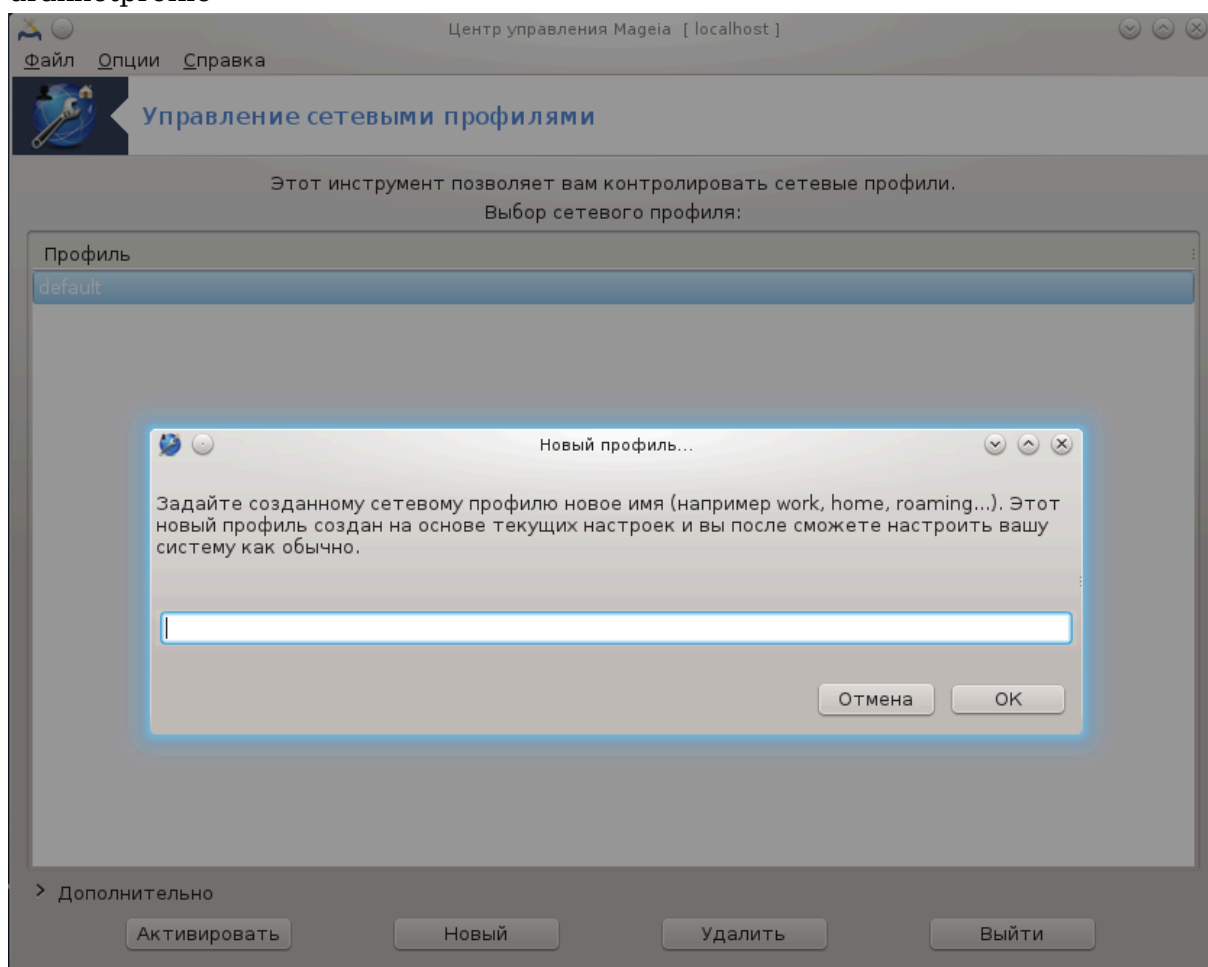 Центр управления Mageia [ localhost ]
Файл Опции Справка
Управление сетевыми профилями
Этот инструмент позволяет вам контролировать сетевые профили.
Выбор сетевого профиля:
Профиль
default
Новый профиль...
Задайте созданному сетевому профилю новое имя (например work, home, roaming...). Этот
новый профиль создан на основе текущих настроек и вы после сможете настроить вашу
систему как обычно.
Отмена OK
> Дополнительно
Активировать Новый Удалить Выйти